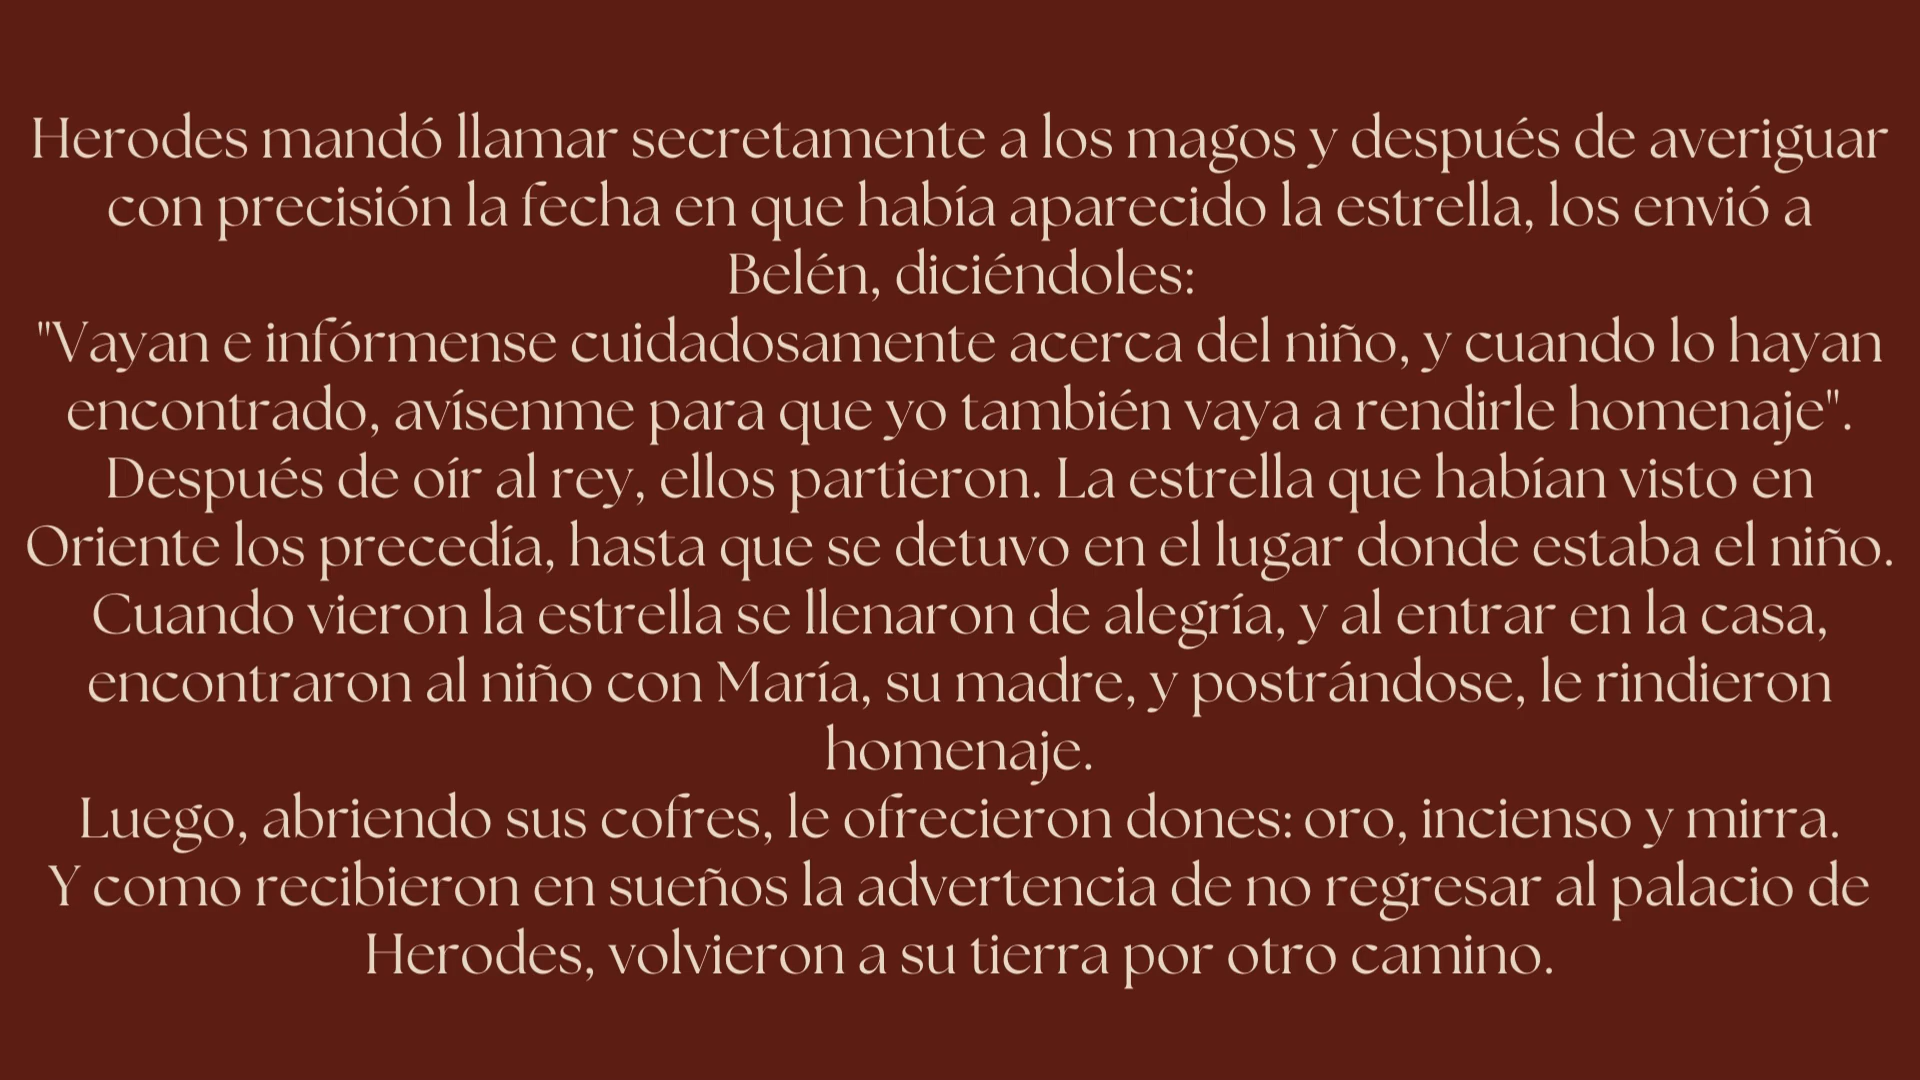 Herodes mandó llamar secretamente a los magos y después de averiguar
con precisión la fecha en que había aparecido la estrella, los envió a
Belén, diciéndoles:
"Vayan e infórmense cuidadosamente acerca del niño, y cuando lo hayan
encontrado, avísenme para que yo también vaya a rendirle homenaje".
Después de oír al rey, ellos partieron. La estrella que habían visto en
Oriente los precedía, hasta que se detuvo en el lugar donde estaba el niño.
Cuando vieron la estrella se llenaron de alegría, y al entrar en la casa,
encontraron al niño con María, su madre, y postrándose, le rindieron
homenaje.
Luego, abriendo sus cofres, le ofrecieron dones: oro, incienso y mirra.
Y como recibieron en sueños la advertencia de no regresar al palacio de
Herodes, volvieron a su tierra por otro camino.